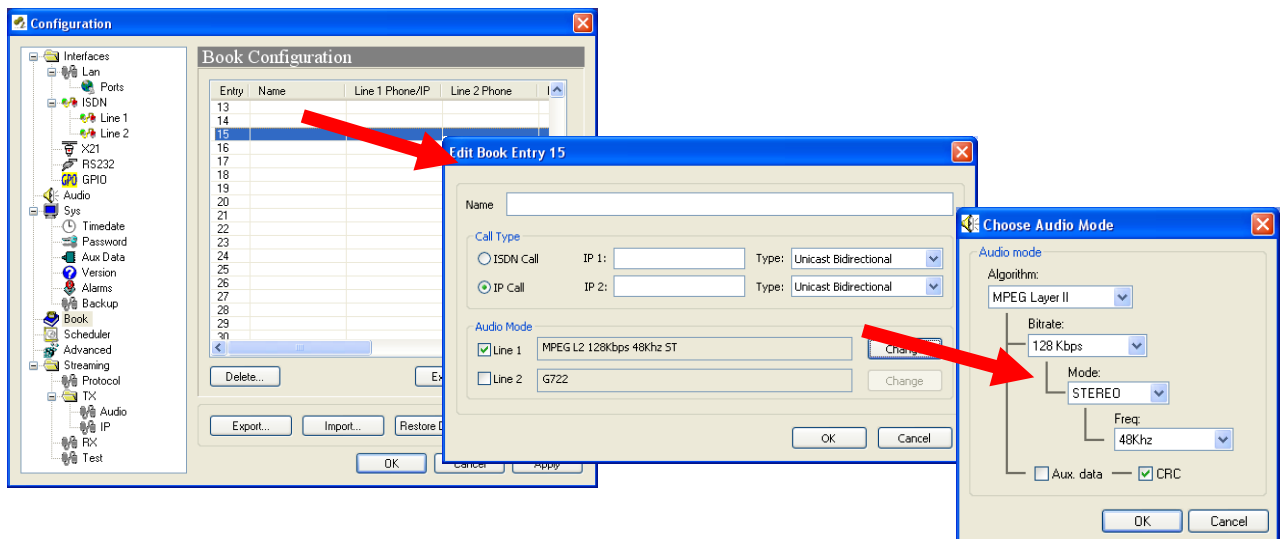 Configuration
Interfaces
Lan
Ports
ISDN
Line 1
Line 2
X21
RS232
GPO GPIO
Audio
Sys
Timedate
Password
Aux Data
Version
Alarms
Backup
Book
Scheduler
Advanced
Streaming
Protocol
TX
Audio
IP
RX
Test
Book Configuration
Entry Name Line 1 Phone/IP Line 2 Phone
13
14
15
16
17
18
19
20
21
22
23
24
25
26
27
28
29
30
Delete...
Export... Import... Restore
OK Cancel Apply
Edit Book Entry 15
Name
Call Type
ISDN Call IP 1: Type: Unicast Bidirectional
IP Call IP 2: Type: Unicast Bidirectional
Audio Mode
Line 1 MPEG L2 128Kbps 48Khz ST Change
Line 2 G722 Change
OK Cancel
Choose Audio Mode
Audio mode
Algorithm:
MPEG Layer II
Bitrate:
128 Kbps
Mode:
STEREO
Freq:
48Khz
Aux. data CRC
OK Cancel